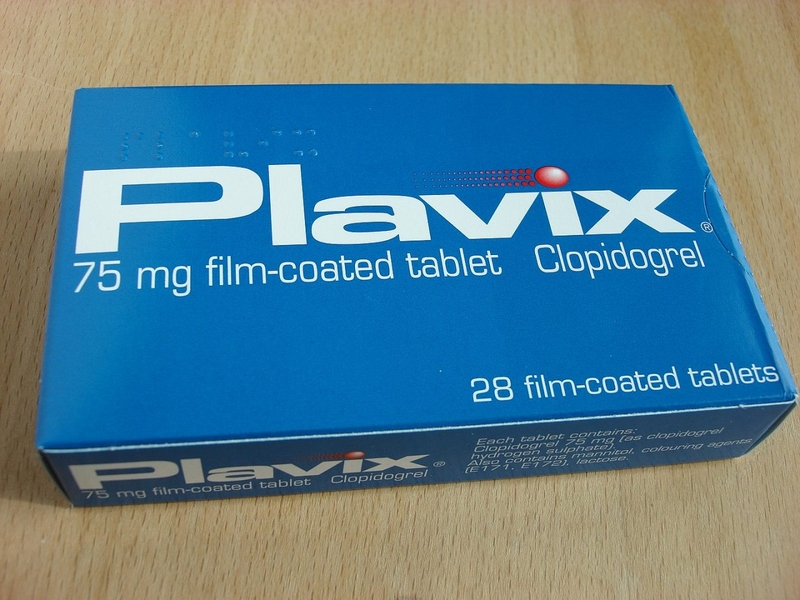 Plavix®
75 mg film-coated tablet Clopidogrel
28 film-coated tablets
Plavix®
75 mg film-coated tablet Clopidogrel
Each tablet contains:
Clopidogrel 75 mg (as clopidogrel
hydrogen sulphate).
Also contains mannitol, colouring agents
(E171, E172), lactose.